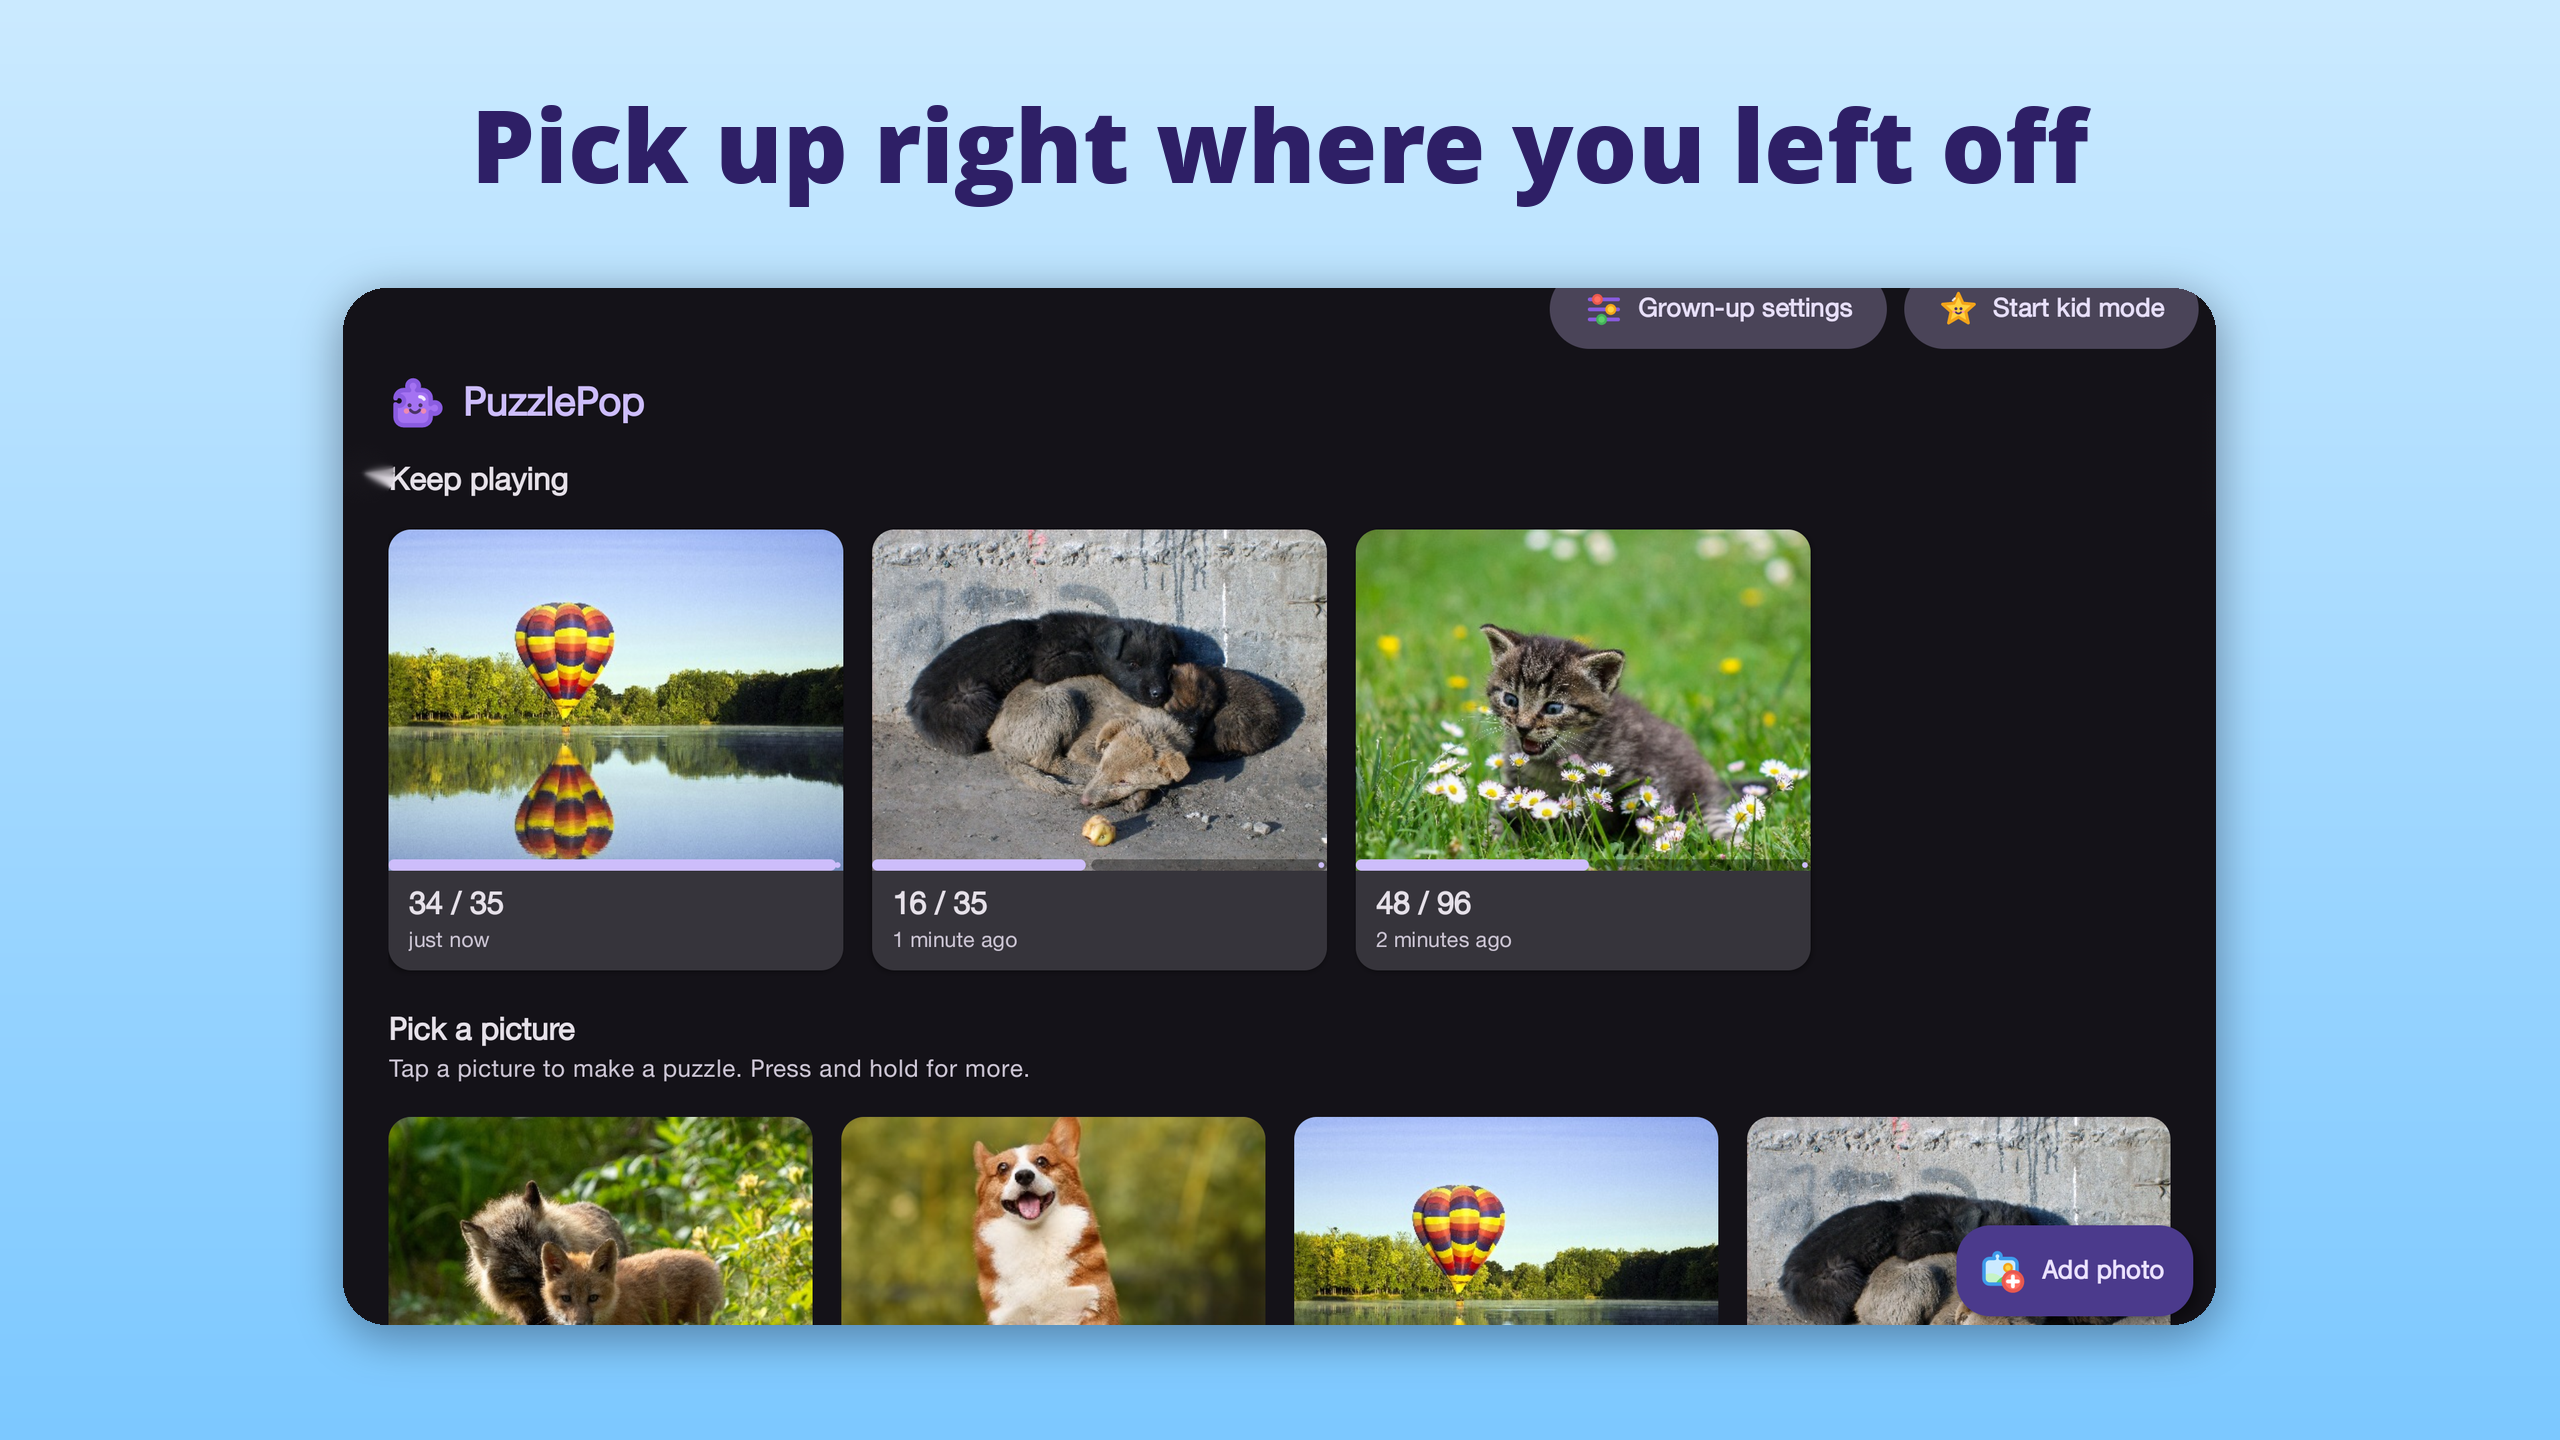 Pick up right where you left off
Grown-up settings
Start kid mode
PuzzlePop
Keep playing
34 / 35
just now
16 / 35
1 minute ago
48 / 96
2 minutes ago
Pick a picture
Tap a picture to make a puzzle. Press and hold for more.
Add photo